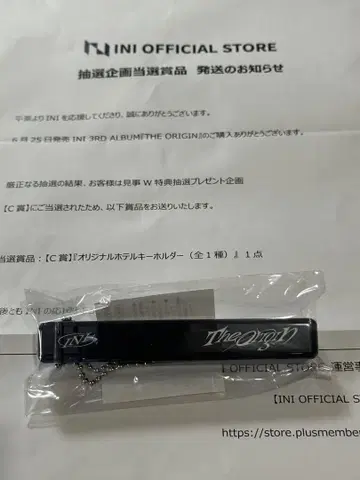 INI OFFICIAL STORE
抽選企画当選賞品 発送のお知らせ
平素よりINIを応援してくださり、誠にありがとうございます。
6月25日発売 INI 3RD ALBUM『THE ORIGIN』のご購入ありがとうございます。
厳正なる抽選の結果、お客様は見事 W 特典抽選プレゼント企画
【C賞】にご当選されたため、以下賞品をお送りいたします。
当選賞品:【C賞】『オリジナルホテルキーホルダー(全1種)』1点
INI
The Origin
OFFICIAL STORE 運営
【INI OFFICIAL S
https://store.plusmember